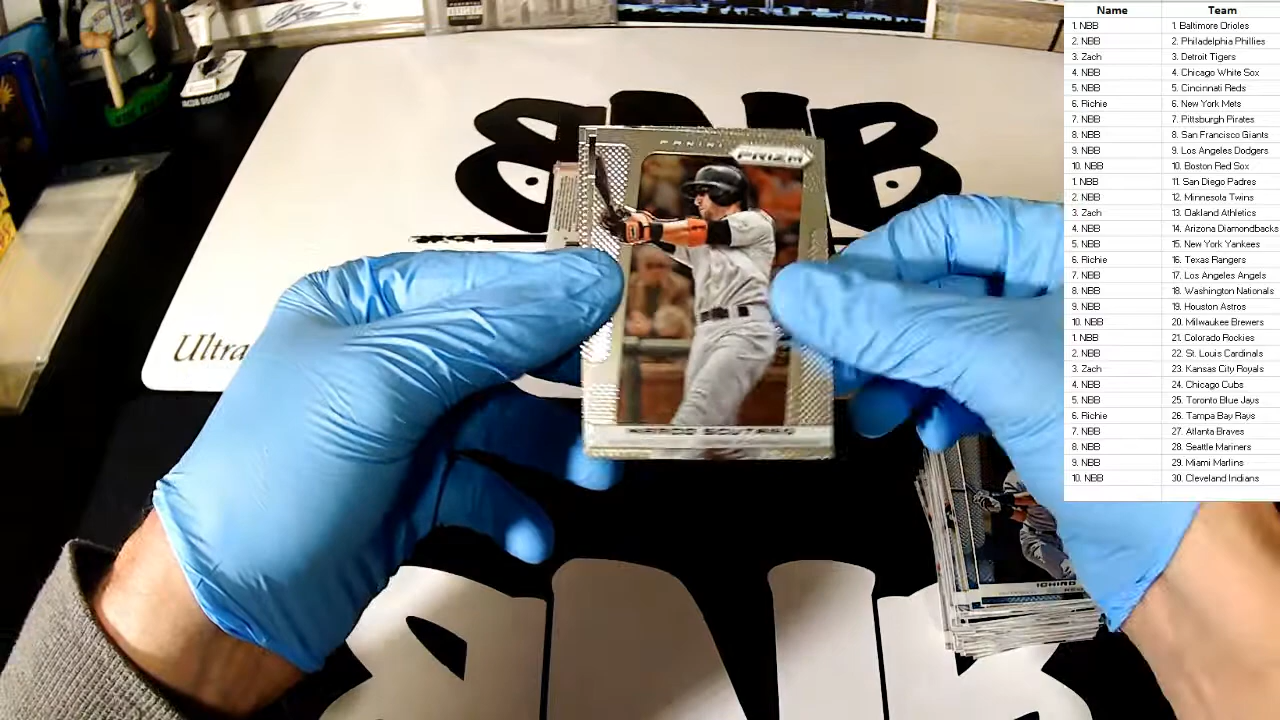 Name Team
1. NBB 1. Baltimore Orioles
2. NBB 2. Philadelphia Phillies
3. Zach 3. Detroit Tigers
4. NBB 4. Chicago White Sox
5. NBB 5. Cincinnati Reds
6. Richie 6. New York Mets
7. NBB 7. Pittsburgh Pirates
8. NBB 8. San Francisco Giants
9. NBB 9. Los Angeles Dodgers
10. NBB 10. Boston Red Sox
1. NBB 11. San Diego Padres
2. NBB 12. Minnesota Twins
3. Zach 13. Oakland Athletics
4. NBB 14. Arizona Diamondbacks
5. NBB 15. New York Yankees
6. Richie 16. Texas Rangers
7. NBB 17. Los Angeles Angels
8. NBB 18. Washington Nationals
9. NBB 19. Houston Astros
10. NBB 20. Milwaukee Brewers
1. NBB 21. Colorado Rockies
2. NBB 22. St. Louis Cardinals
3. Zach 23. Kansas City Royals
4. NBB 24. Chicago Cubs
5. NBB 25. Toronto Blue Jays
6. Richie 26. Tampa Bay Rays
7. NBB 27. Atlanta Braves
8. NBB 28. Seattle Mariners
9. NBB 29. Miami Marlins
10. NBB 30. Cleveland Indians
PANINI PRIZM
MARCO SCUTARO
Ultra
ICHIRO